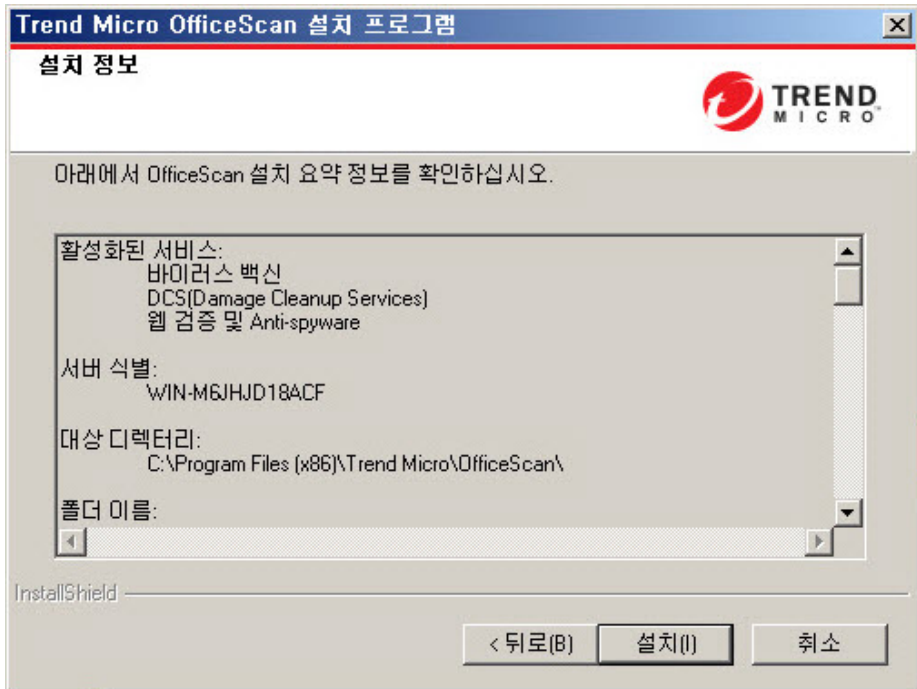 Trend Micro OfficeScan 설치 프로그램
설치 정보
TREND
MICRO
아래에서 OfficeScan 설치 요약 정보를 확인하십시오.
활성화된 서비스:
바이러스 백신
DCS(Damage Cleanup Services)
웹 검증 및 Anti-spyware
서버 식별:
WIN-M6JHJD18ACF
대상 디렉터리:
C:\Program Files (x86)\Trend Micro\OfficeScan\
폴더 이름:
InstallShield
< 뒤로(B)
설치(I)
취소